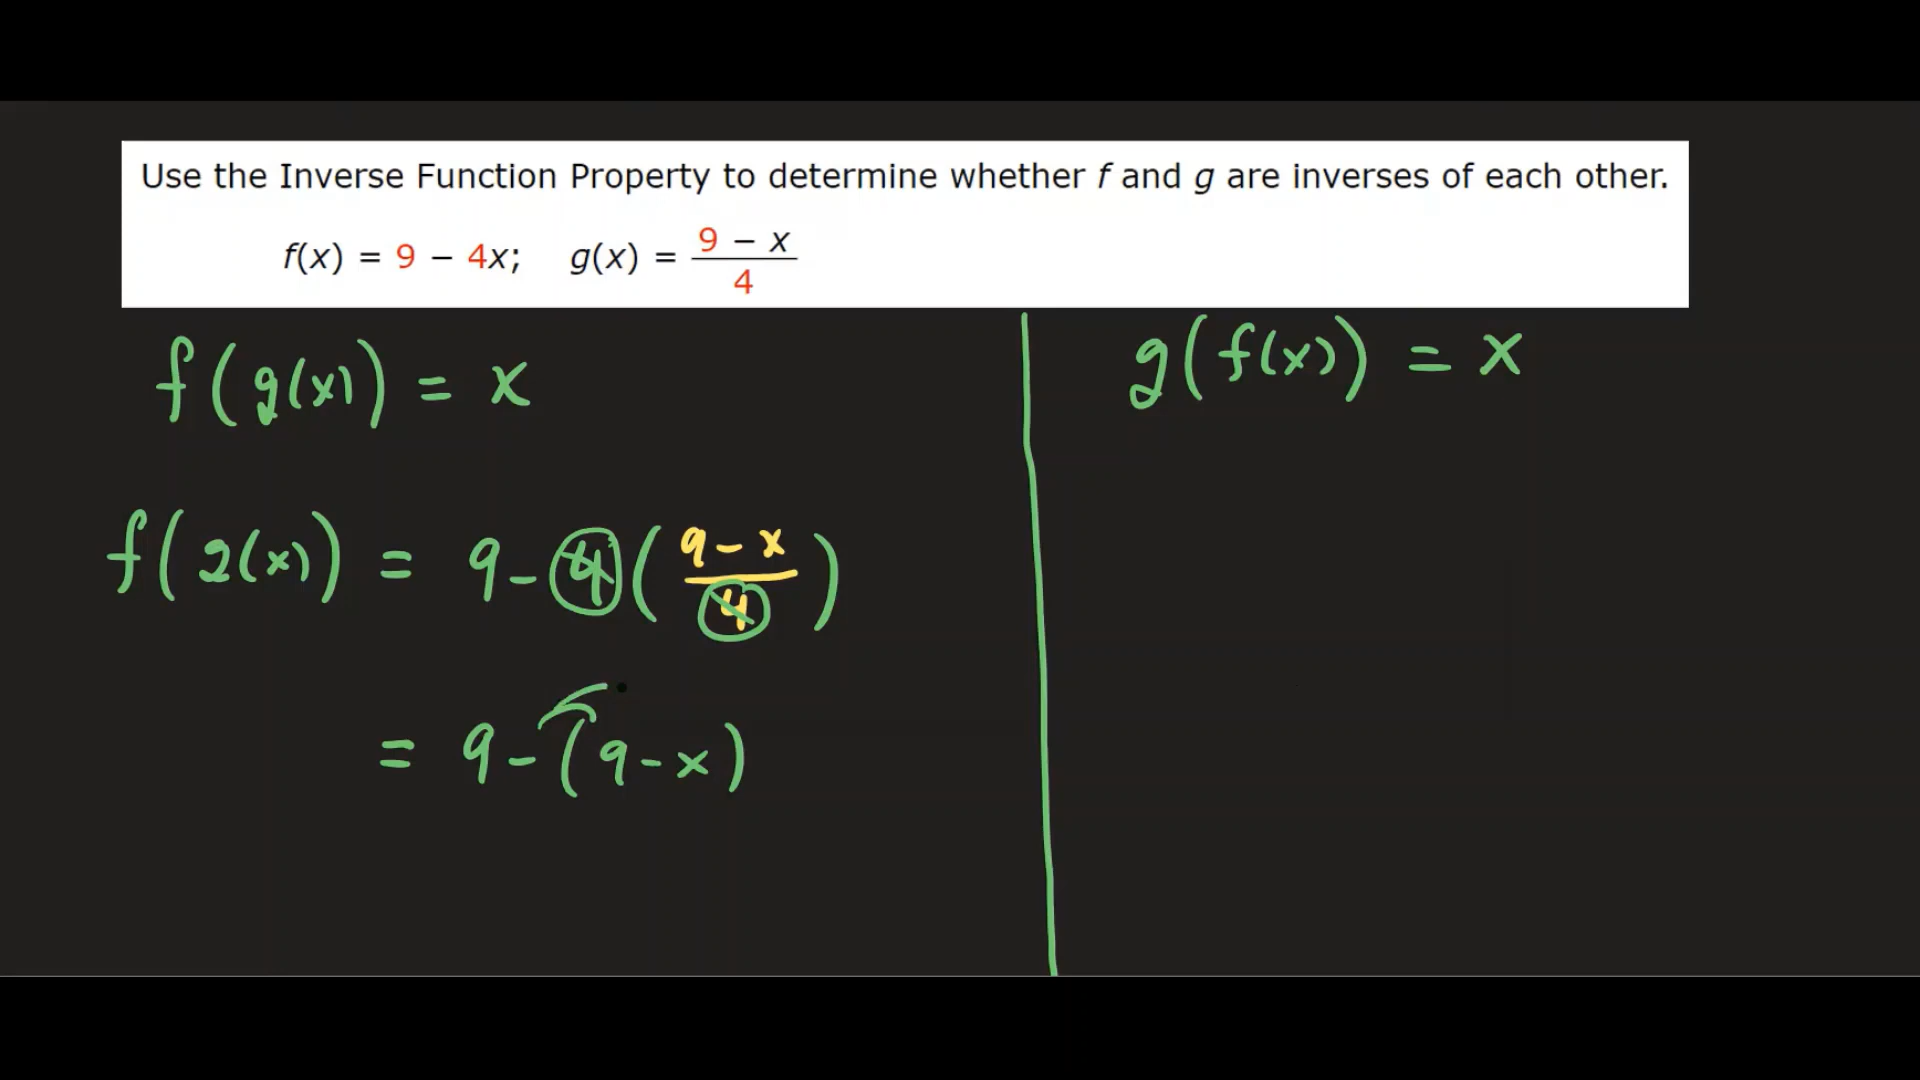 Use the Inverse Function Property to determine whether f and g are inverses of each other.
f(x) = 9 − 4x; g(x) = (9 − x)/4
f(g(x)) = x
g(f(x)) = x
f(2(x)) = 9 - 4((9-x)/4)
= 9-(9-x)